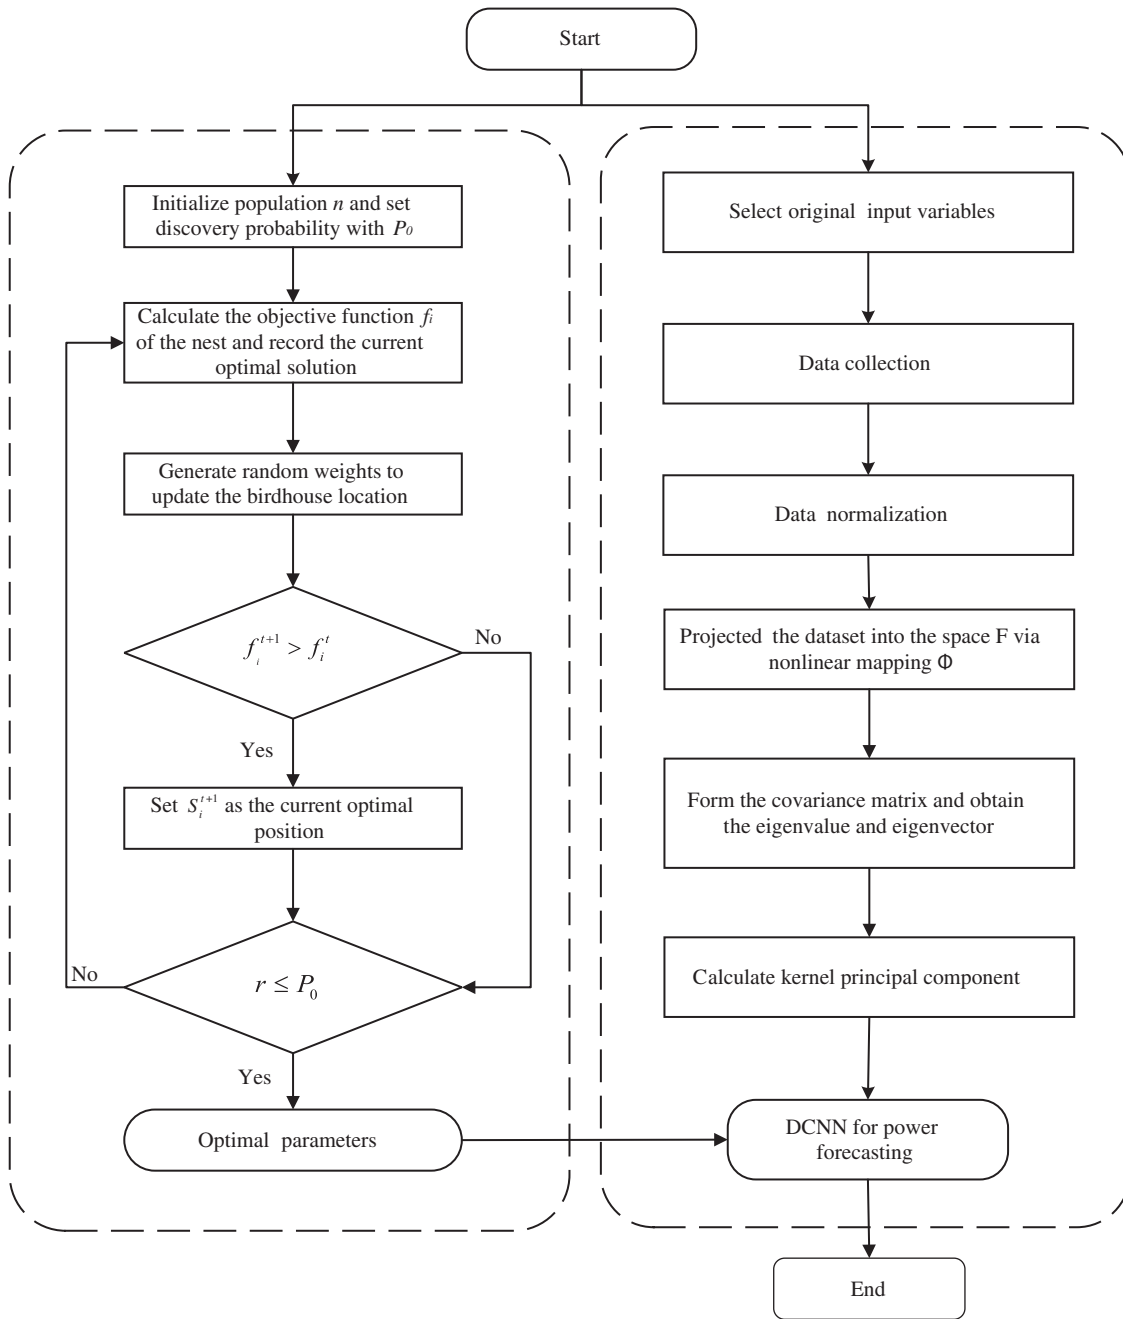 Start
Initialize population n and set
discovery probability with P₀
Calculate the objective function fᵢ
of the nest and record the current
optimal solution
Generate random weights to
update the birdhouse location
f_i^{t+1} > f_i^t
No
Yes
Set S_i^{t+1} as the current optimal
position
No
r ≤ P₀
Yes
Optimal parameters
Select original input variables
Data collection
Data normalization
Projected the dataset into the space F via
nonlinear mapping Φ
Form the covariance matrix and obtain
the eigenvalue and eigenvector
Calculate kernel principal component
DCNN for power
forecasting
End